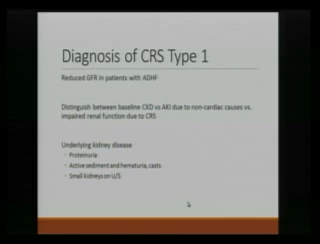 Diagnosis of CRS Type 1
Reduced GFR in patients with ADHF
Distinguish between baseline CKD vs AKI due to non-cardiac causes vs.
impaired renal function due to CRS
Underlying kidney disease
Proteinuria
Active sediment and hematuria, casts
Small kidneys on U/S